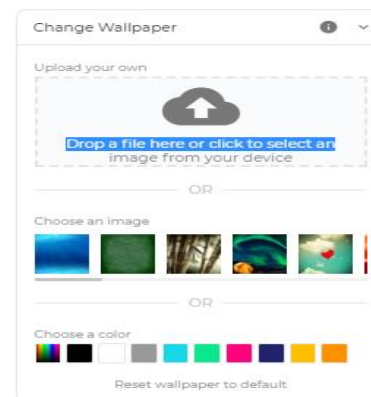 Change Wallpaper
Upload your own
Drop a file here or click to select an
image from your device
OR
Choose an image
OR
Choose a color
Reset wallpaper to default